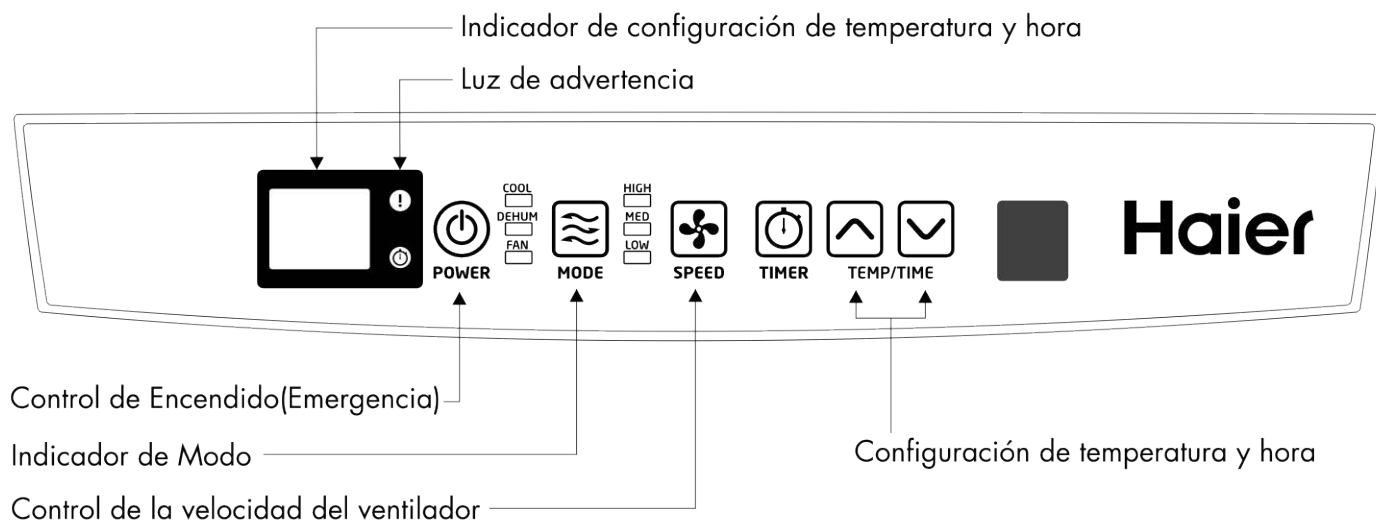 Indicador de configuración de temperatura y hora
Luz de advertencia
COOL
DEHUM
FAN
HIGH
MED
LOW
POWER
MODE
SPEED
TIMER
TEMP/TIME
Haier
Control de Encendido(Emergencia)
Indicador de Modo
Configuración de temperatura y hora
Control de la velocidad del ventilador